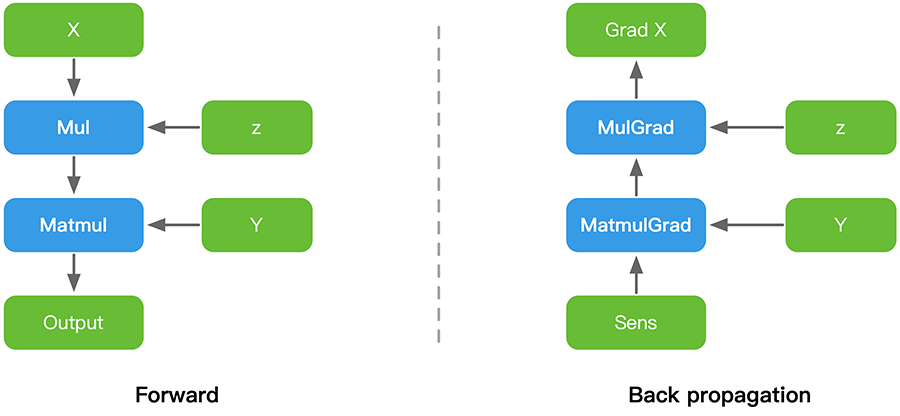 X
Mul
z
Matmul
Y
Output
Forward
Grad X
MulGrad
z
MatmulGrad
Y
Sens
Back propagation